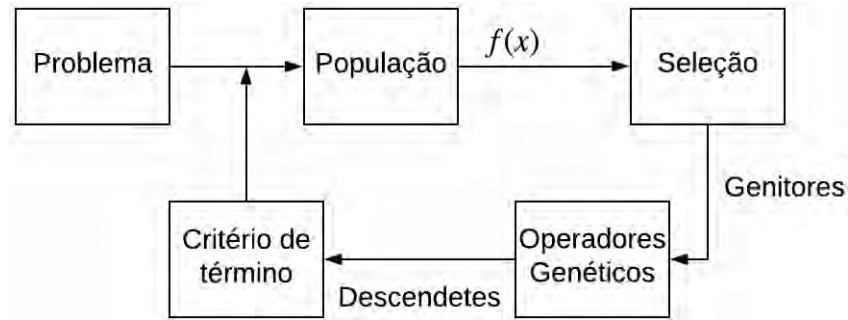 Problema
População
f(x)
Seleção
Genitores
Operadores
Genéticos
Descendetes
Critério de
término